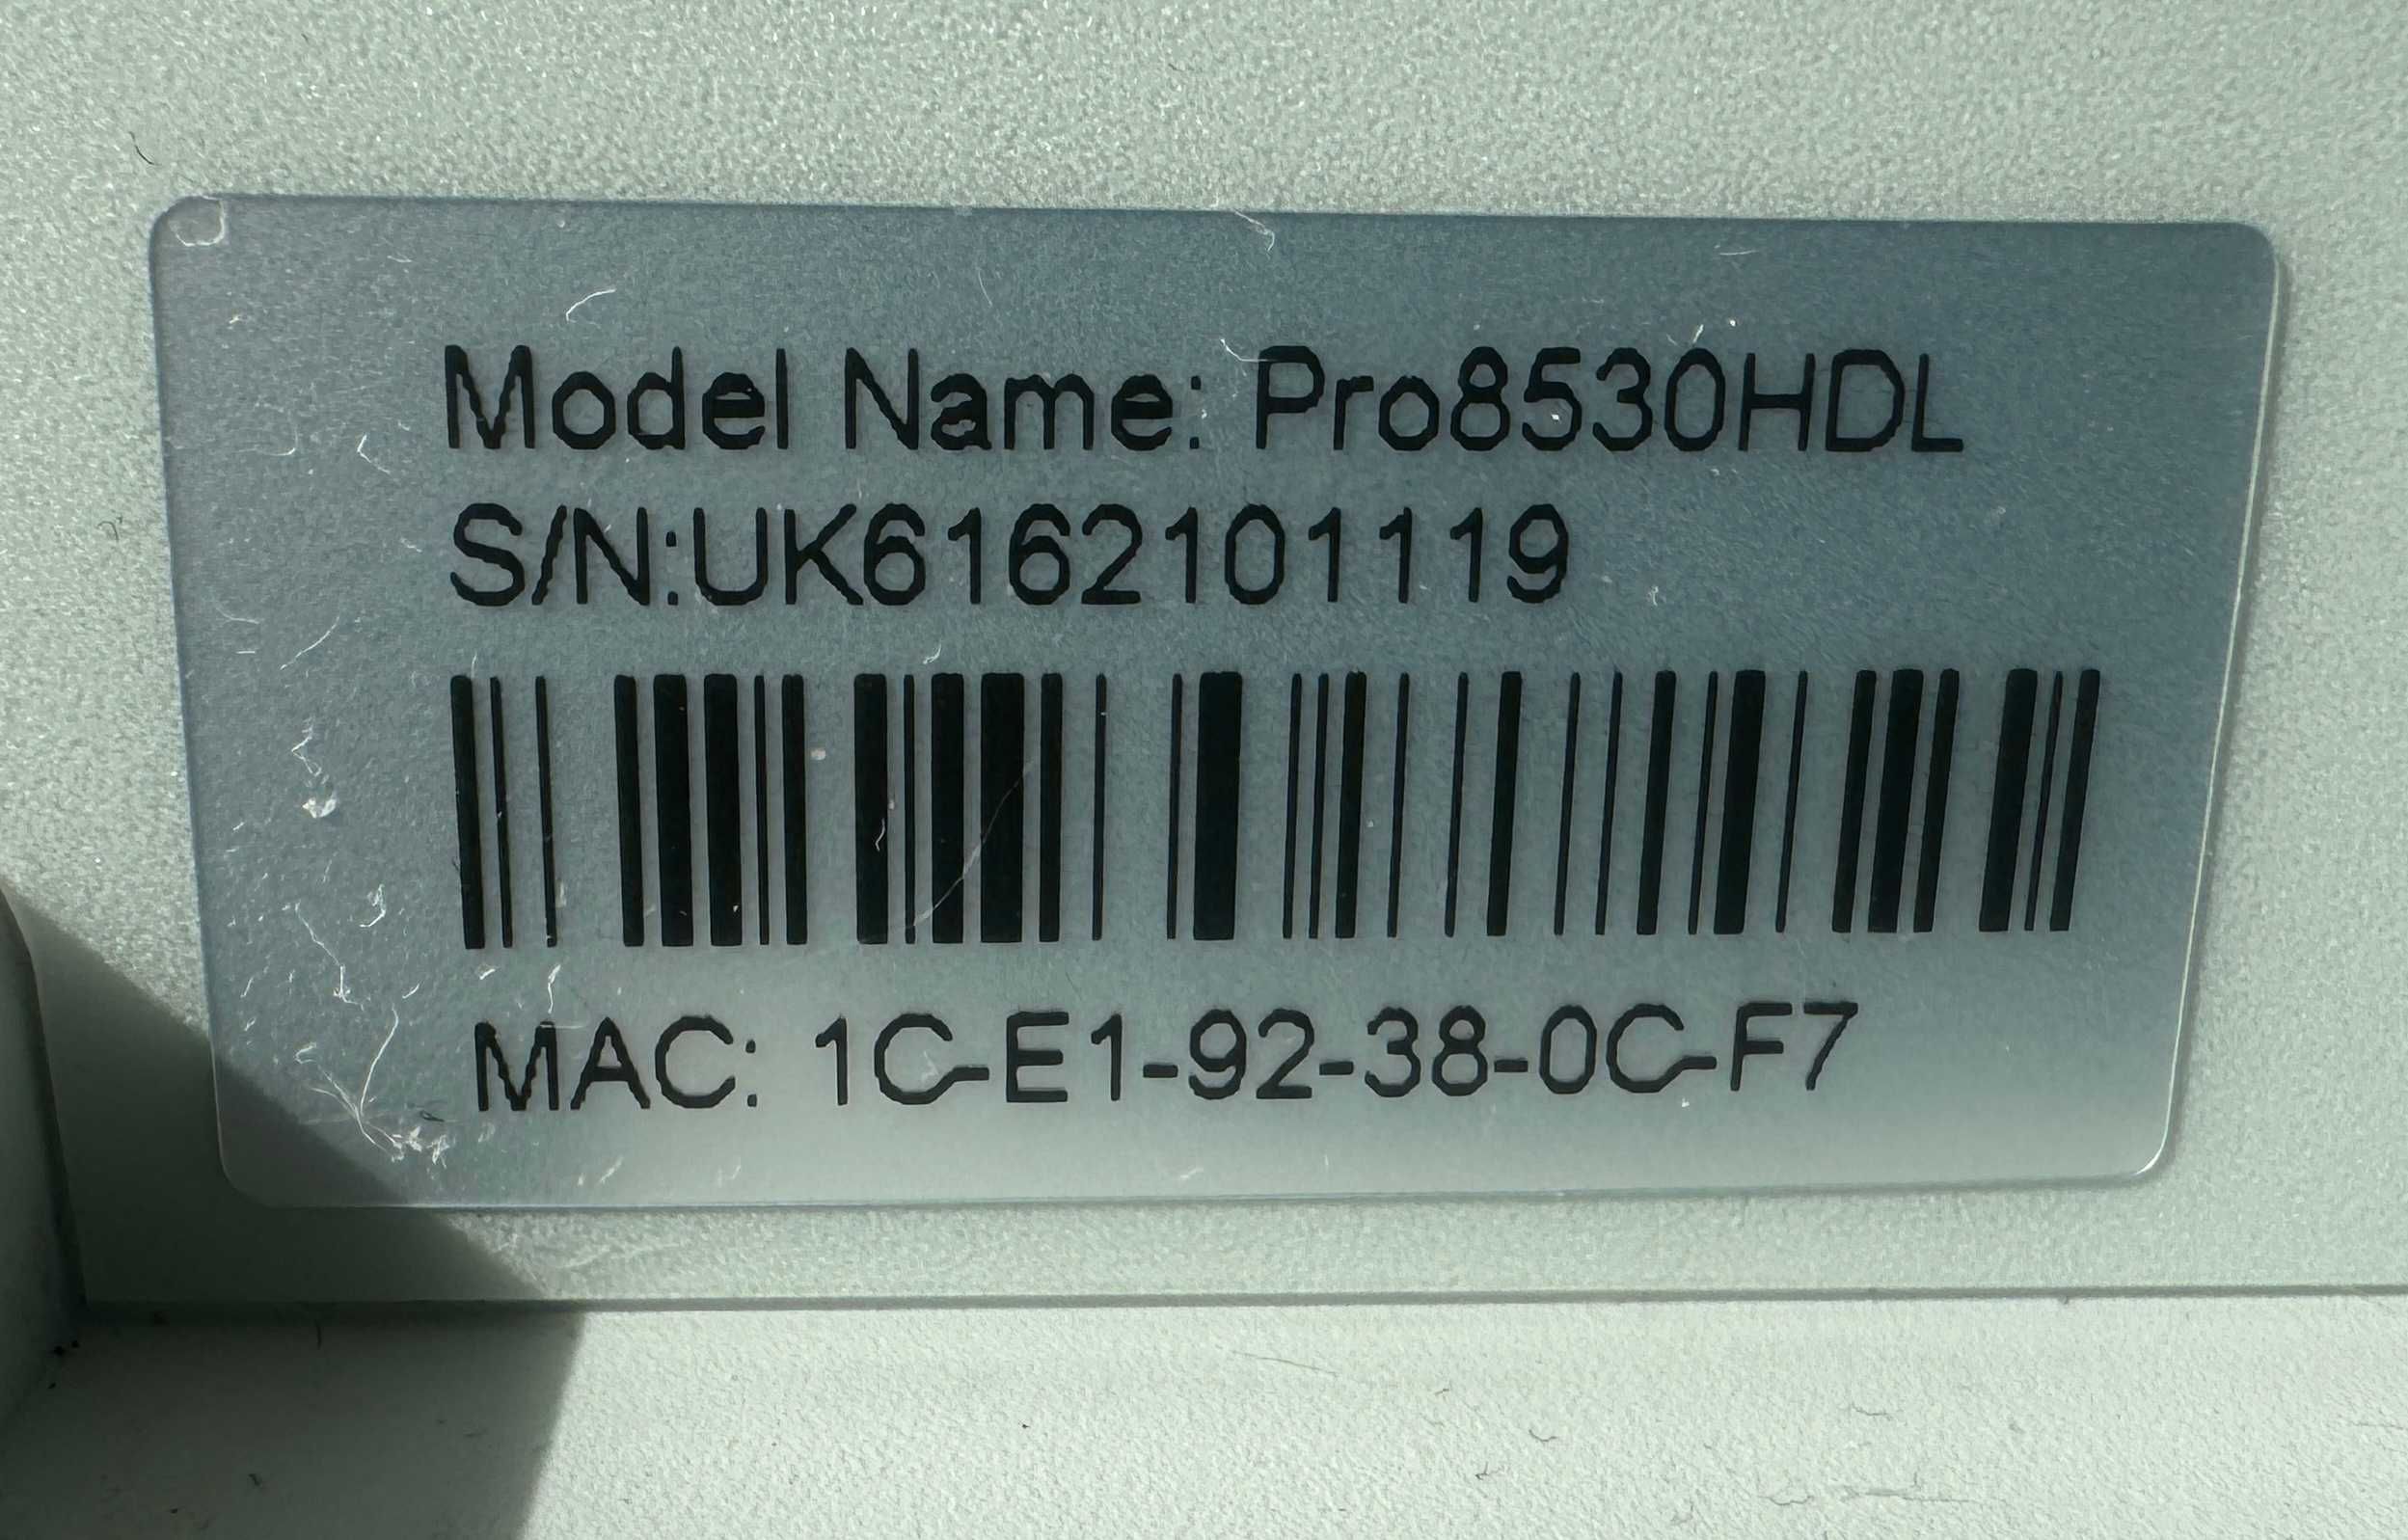 Model Name: Pro8530HDL
S/N:UK6162101119
MAC: 1C-E1-92-38-0C-F7